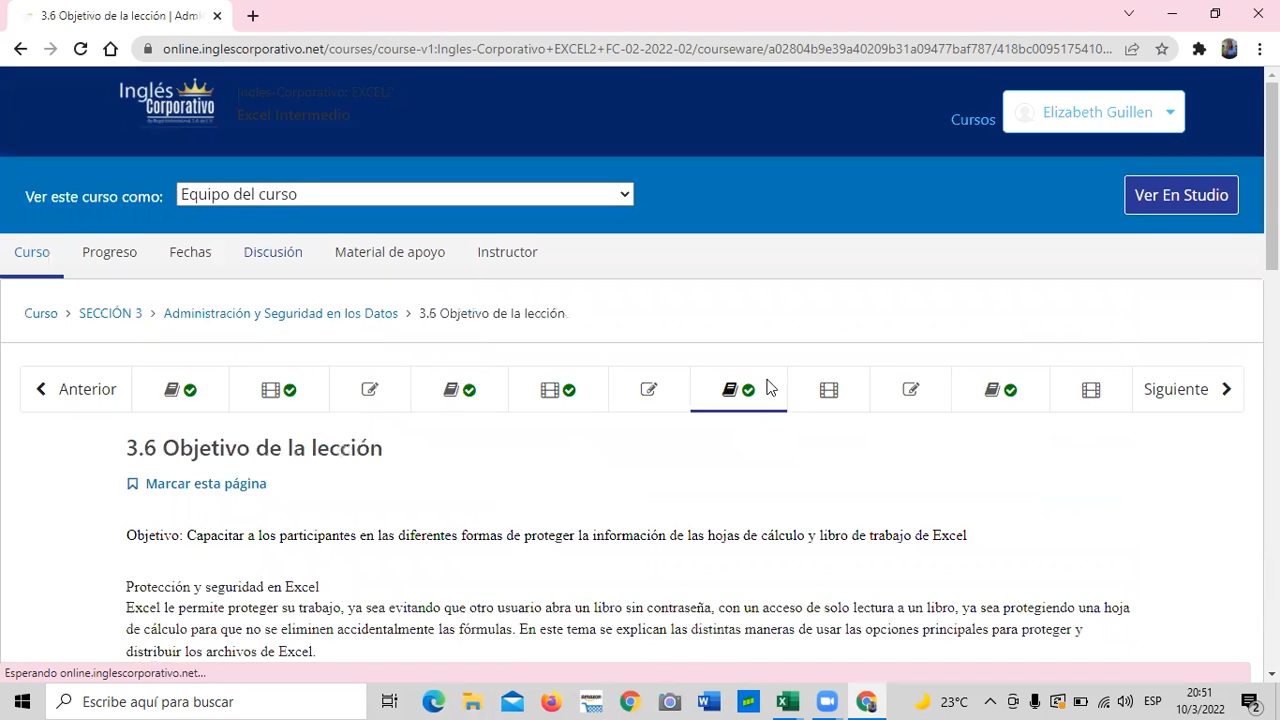 3.6 Objetivo de la lección | Admi
online.inglescorporativo.net/courses/course-v1:Ingles-Corporativo+EXCEL2+FC-02-2022-02/courseware/a02804b9e39a40209b31a09477baf787/418bc0095175410...
Inglés
Corporativo
Ingles-Corporativo: EXCEL2
Excel Intermedio
Cursos
Elizabeth Guillen
Ver este curso como:
Equipo del curso
Ver En Studio
Curso
Progreso
Fechas
Discusión
Material de apoyo
Instructor
Curso > SECCIÓN 3 > Administración y Seguridad en los Datos > 3.6 Objetivo de la lección
Anterior
Siguiente
3.6 Objetivo de la lección
Marcar esta página
Objetivo: Capacitar a los participantes en las diferentes formas de proteger la información de las hojas de cálculo y libro de trabajo de Excel
Protección y seguridad en Excel
Excel le permite proteger su trabajo, ya sea evitando que otro usuario abra un libro sin contraseña, con un acceso de solo lectura a un libro, ya sea protegiendo una hoja
de cálculo para que no se eliminen accidentalmente las fórmulas. En este tema se explican las distintas maneras de usar las opciones principales para proteger y
distribuir los archivos de Excel.
Esperando online.inglescorporativo.net...
Escribe aquí para buscar
amazon
23°C
ESP
20:51
10/3/2022
2